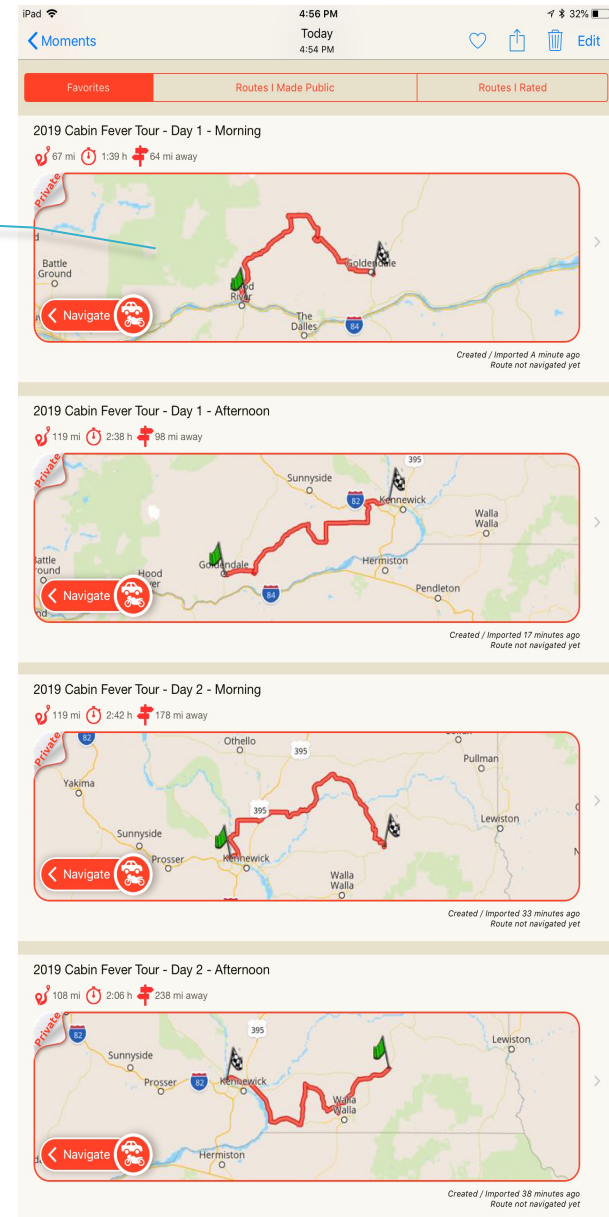 iPad 4:56 PM 32%
Moments Today Edit
4:54 PM
Favorites Routes I Made Public Routes I Rated
2019 Cabin Fever Tour - Day 1 - Morning
67 mi 1:39 h 64 mi away
Private
Battle
Ground
Goldendale
Hood
River
Navigate
The
Dalles
84
Created / Imported A minute ago
Route not navigated yet
2019 Cabin Fever Tour - Day 1 - Afternoon
119 mi 2:38 h 98 mi away
Private
395
Sunnyside
82
Kennewick
Walla
Walla
Goldendale
Hermiston
attle
round
Hood
ver
Navigate
84
Pendleton
Created / Imported 17 minutes ago
Route not navigated yet
2019 Cabin Fever Tour - Day 2 - Morning
119 mi 2:42 h 178 mi away
Private
82
Othello
395
Pullman
Yakima
395
Lewiston
Sunnyside
Prosser
Kennewick
Navigate
Walla
Walla
Created / Imported 33 minutes ago
Route not navigated yet
2019 Cabin Fever Tour - Day 2 - Afternoon
108 mi 2:06 h 238 mi away
Private
82
395
Lewiston
Sunnyside
Prosser
82
Kennewick
Walla
Walla
Navigate
Hermiston
Created / Imported 38 minutes ago
Route not navigated yet